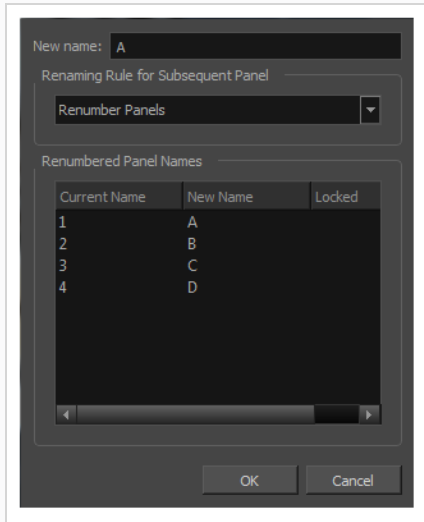 New name: A
Renaming Rule for Subsequent Panel
Renumber Panels
Renumbered Panel Names
Current Name New Name Locked
1 A
2 B
3 C
4 D
OK Cancel